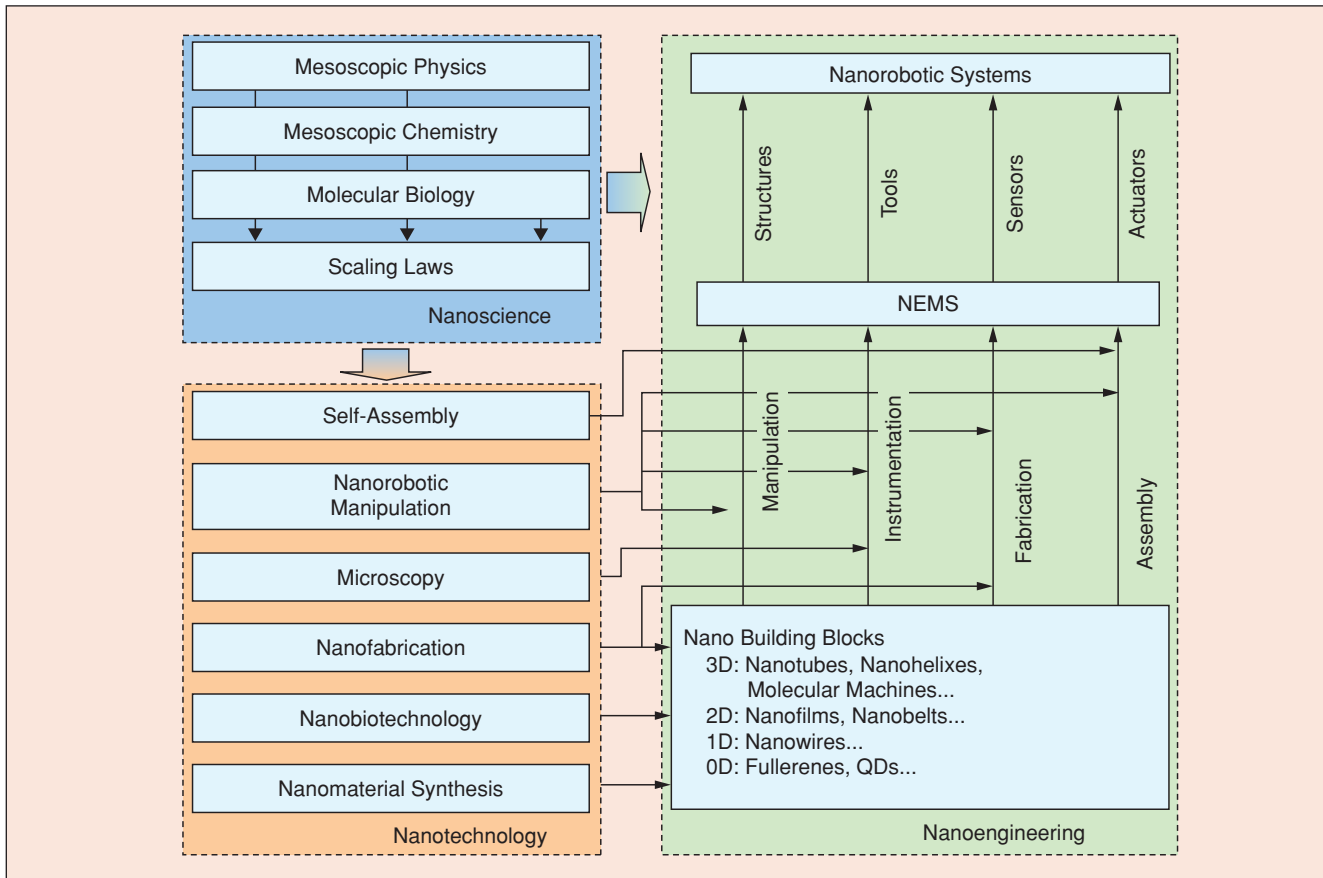 Mesoscopic Physics
Mesoscopic Chemistry
Molecular Biology
Scaling Laws
Nanoscience
Self-Assembly
Nanorobotic
Manipulation
Microscopy
Nanofabrication
Nanobiotechnology
Nanomaterial Synthesis
Nanotechnology
Nanorobotic Systems
Structures
Tools
Sensors
Actuators
NEMS
Manipulation
Instrumentation
Fabrication
Assembly
Nano Building Blocks
3D: Nanotubes, Nanohelixes,
Molecular Machines...
2D: Nanofilms, Nanobelts...
1D: Nanowires...
0D: Fullerenes, QDs...
Nanoengineering